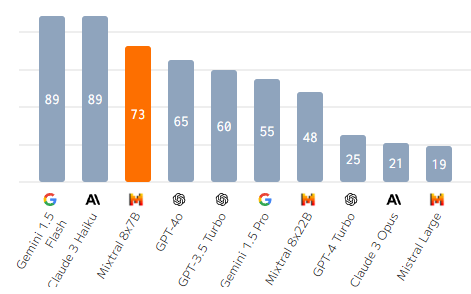 89
89
73
65
60
55
48
25
21
19
Gemini 1.5
Flash
Claude 3 Haiku
Mixtral 8x7B
GPT-4o
GPT-3.5 Turbo
Gemini 1.5 Pro
Mixtral 8x22B
GPT-4 Turbo
Claude 3 Opus
Mistral Large